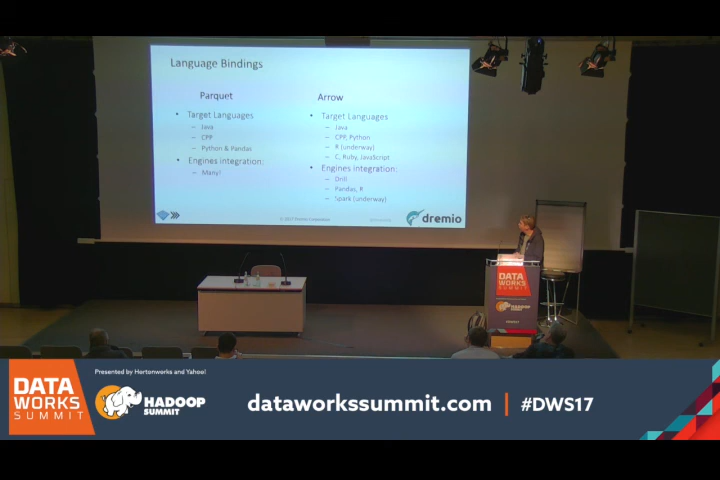 Language Bindings
Parquet
• Target Languages
– Java
– CPP
– Python & Pandas
• Engines integration:
– Many!
Arrow
• Target Languages
– Java
– CPP, Python
– R (underway)
– C, Ruby, JavaScript
• Engines integration:
– Drill
– Pandas, R
– Spark (underway)
dremio
DATA
WORKS
SUMMIT
HADOOP
DATA
WORKS
SUMMIT
Presented by Hortonworks and Yahoo!
HADOOP
SUMMIT
dataworkssummit.com | #DWS17